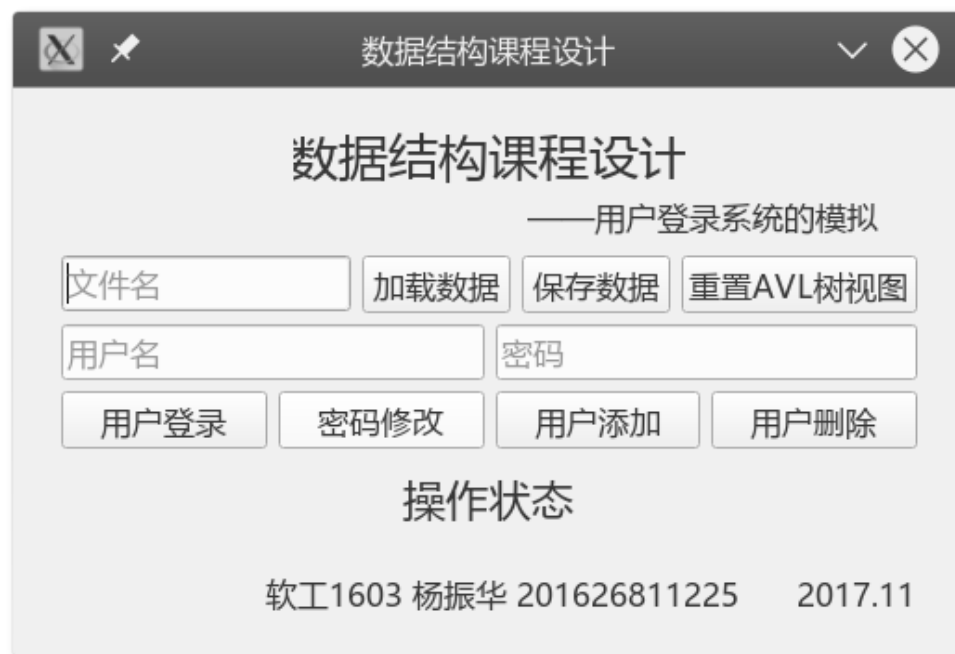 数据结构课程设计
数据结构课程设计
——用户登录系统的模拟
文件名 加载数据 保存数据 重置AVL树视图
用户名 密码
用户登录 密码修改 用户添加 用户删除
操作状态
软工1603 杨振华 201626811225 2017.11